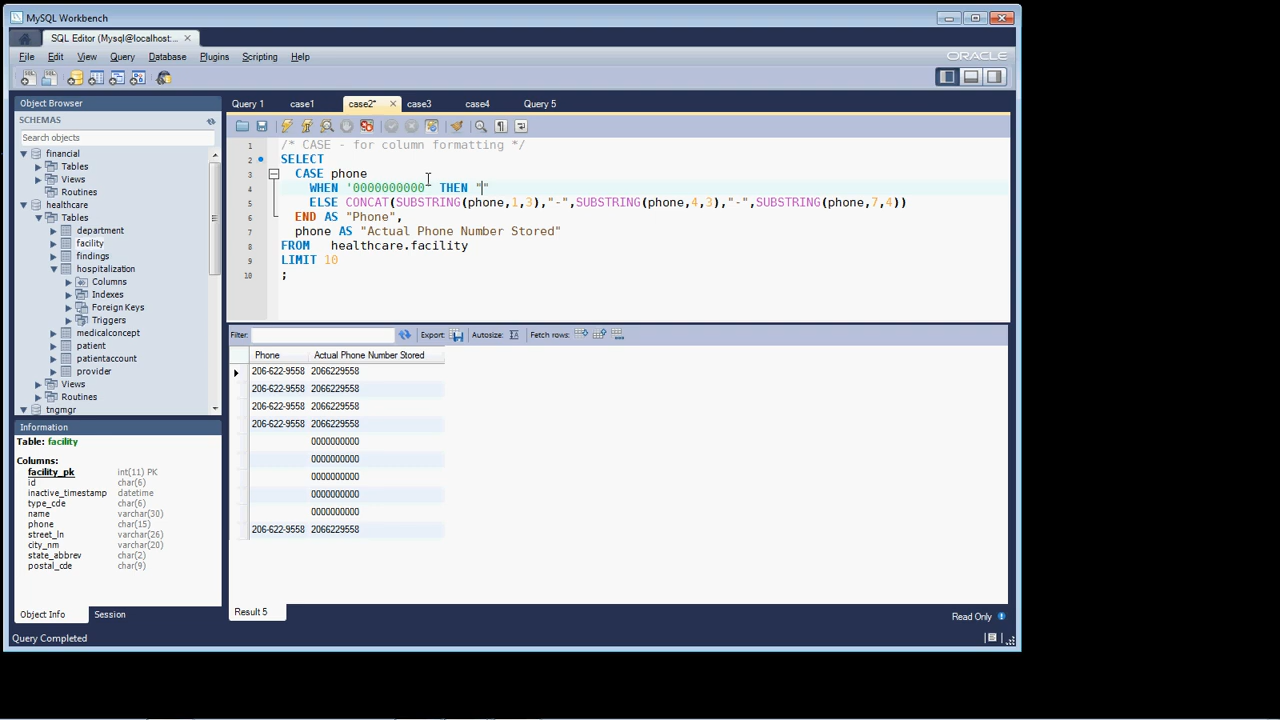 MySQL Workbench
SQL Editor (Mysql@localhost:... ×
File Edit View Query Database Plugins Scripting Help
ORACLE
Object Browser
SCHEMAS
Search objects
financial
Tables
Views
Routines
healthcare
Tables
department
facility
findings
hospitalization
Columns
Indexes
Foreign Keys
Triggers
medicalconcept
patient
patientaccount
provider
Views
Routines
tngmgr
Information
Table: facility
Columns:
facility_pk int(11) PK
id char(6)
inactive_timestamp datetime
type_cde char(6)
name varchar(30)
phone char(15)
street_ln varchar(26)
city_nm varchar(20)
state_abbrev char(2)
postal_cde char(9)
Object Info Session
Query Completed
Query 1 case1 case2* × case3 case4 Query 5
1 /* CASE - for column formatting */
2 SELECT
3 CASE phone
4 WHEN '0000000000' THEN ""
5 ELSE CONCAT(SUBSTRING(phone,1,3),"-",SUBSTRING(phone,4,3),"-",SUBSTRING(phone,7,4))
6 END AS "Phone",
7 phone AS "Actual Phone Number Stored"
8 FROM healthcare.facility
9 LIMIT 10
10 ;
Filter: Export: Autosize: Fetch rows:
Phone Actual Phone Number Stored
206-622-9558 2066229558
206-622-9558 2066229558
206-622-9558 2066229558
206-622-9558 2066229558
0000000000
0000000000
0000000000
0000000000
0000000000
206-622-9558 2066229558
Result 5
Read Only